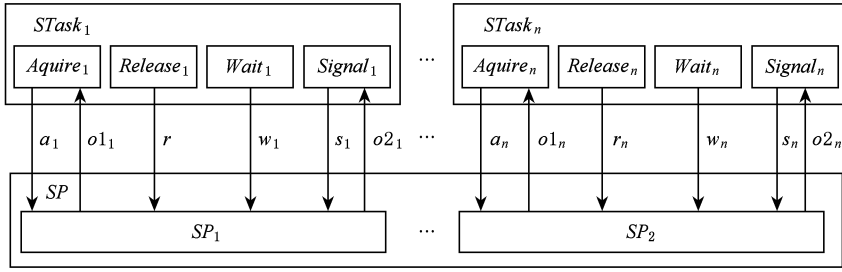 STask₁ STaskₙ
Aquire₁ Release₁ Wait₁ Signal₁ ... Aquireₙ Releaseₙ Waitₙ Signalₙ
a₁ o1₁ r w₁ s₁ o2₁ ... aₙ o1ₙ rₙ wₙ sₙ o2ₙ
SP
SP₁ ... SP₂